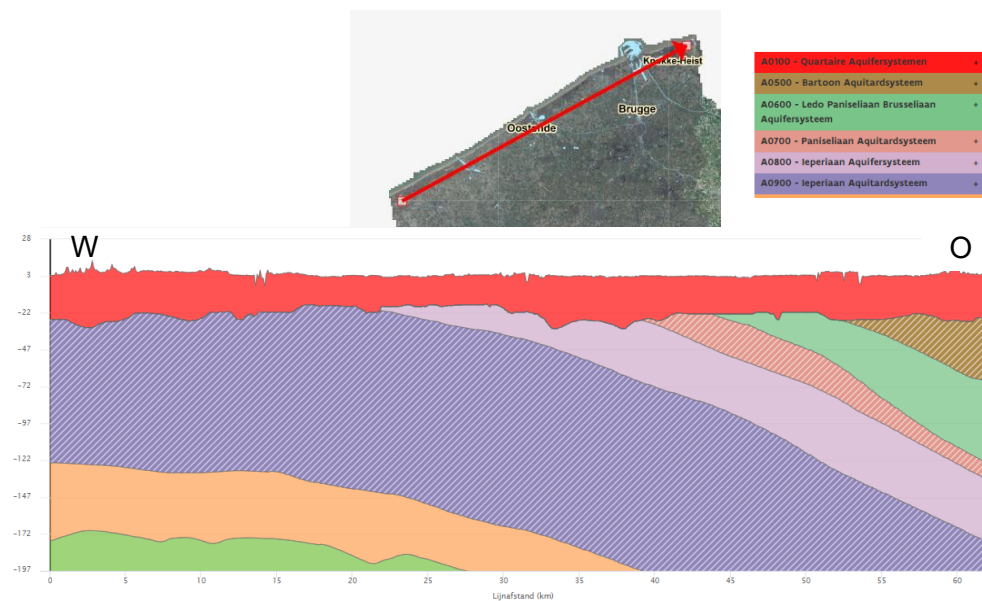 Knokke-Heist
Brugge
Oostende
A0100 - Quartaire Aquifersystemen +
A0500 - Bartoon Aquitardsysteem +
A0600 - Ledo Paniseliaan Brusseliaan +
Aquifersysteem
A0700 - Paniseliaan Aquitardsysteem +
A0800 - Ieperiaan Aquifersysteem +
A0900 - Ieperiaan Aquitardsysteem +
W
O
28
3
-22
-47
-72
-97
-122
-147
-172
-197
0 5 10 15 20 25 30 35 40 45 50 55 60
Lijnafstand (km)